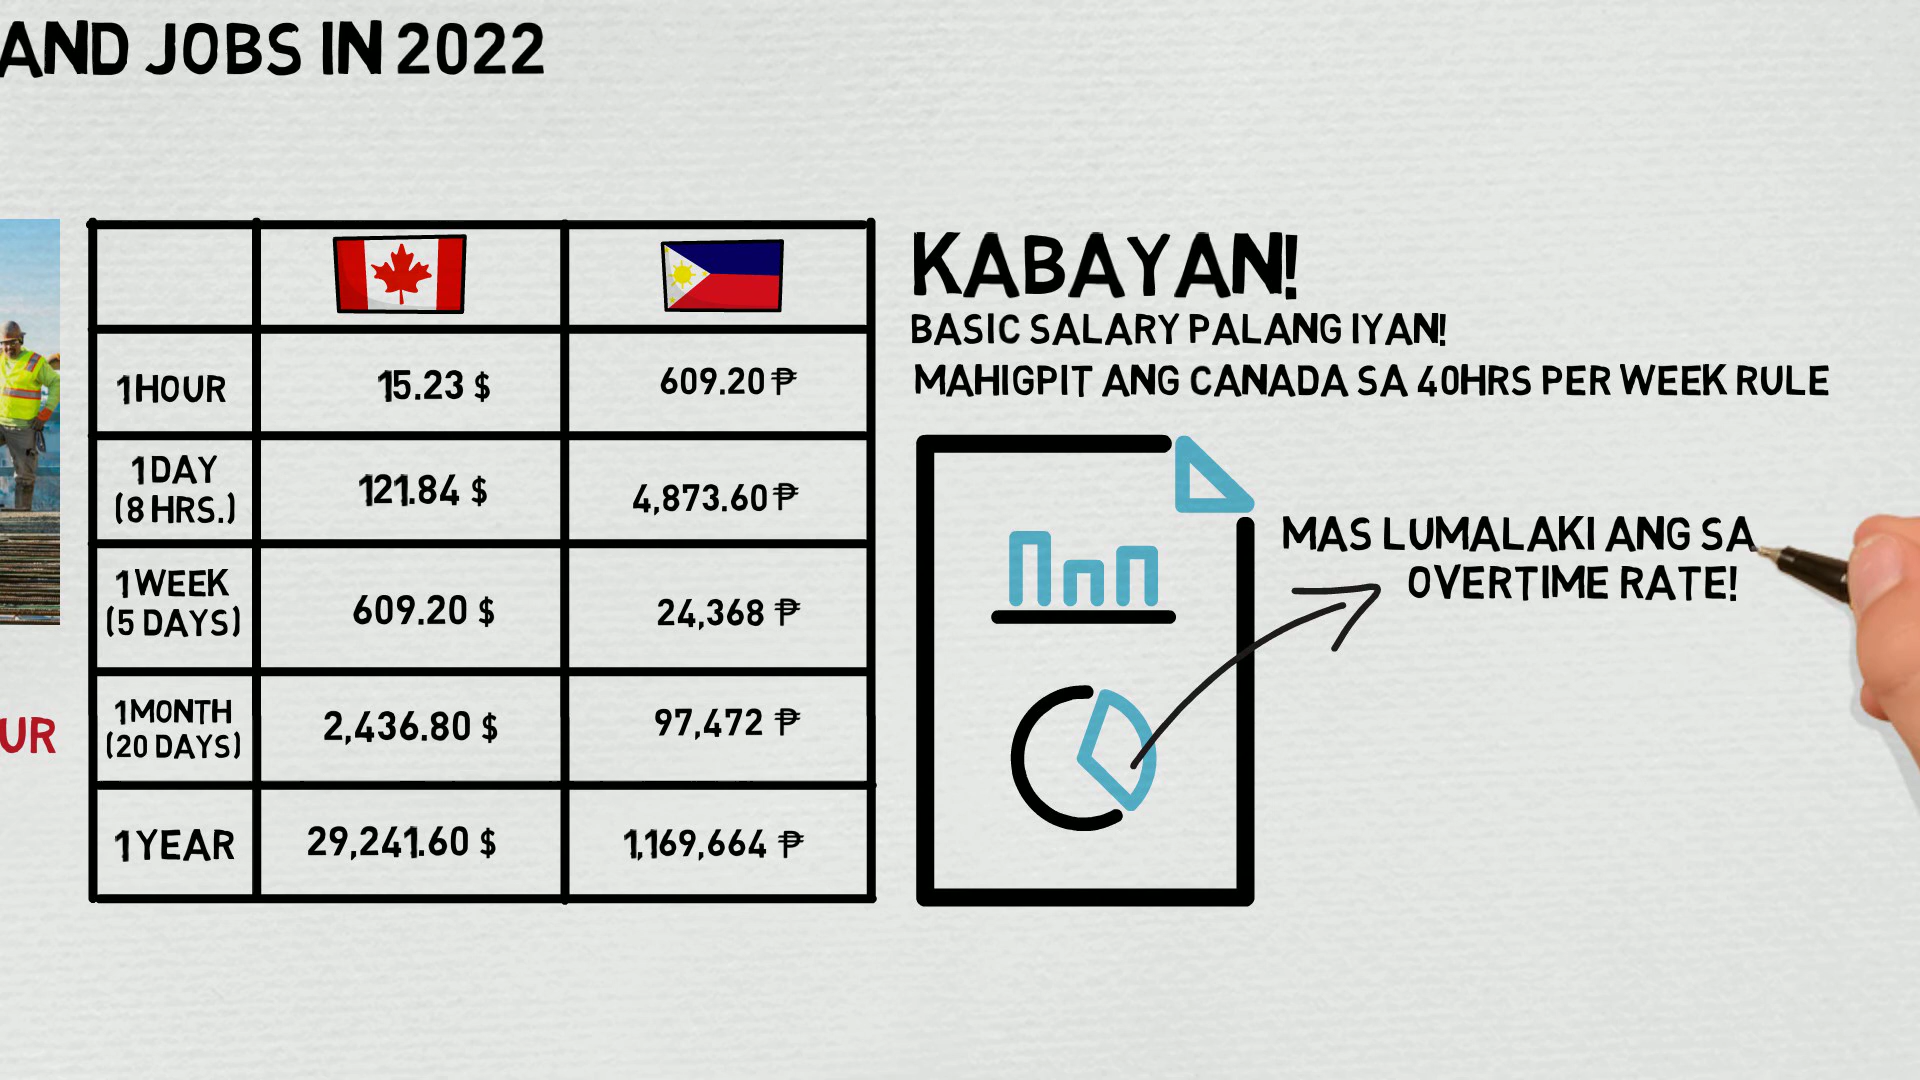 AND JOBS IN 2022
1 HOUR 15.23 $ 609.20 ₱
1 DAY
(8 HRS.) 121.84 $ 4,873.60 ₱
1 WEEK
(5 DAYS) 609.20 $ 24,368 ₱
1 MONTH
(20 DAYS) 2,436.80 $ 97,472 ₱
1 YEAR 29,241.60 $ 1,169,664 ₱
UR
KABAYAN!
BASIC SALARY PALANG IYAN!
MAHIGPIT ANG CANADA SA 40HRS PER WEEK RULE
MAS LUMALAKI ANG SA
OVERTIME RATE!